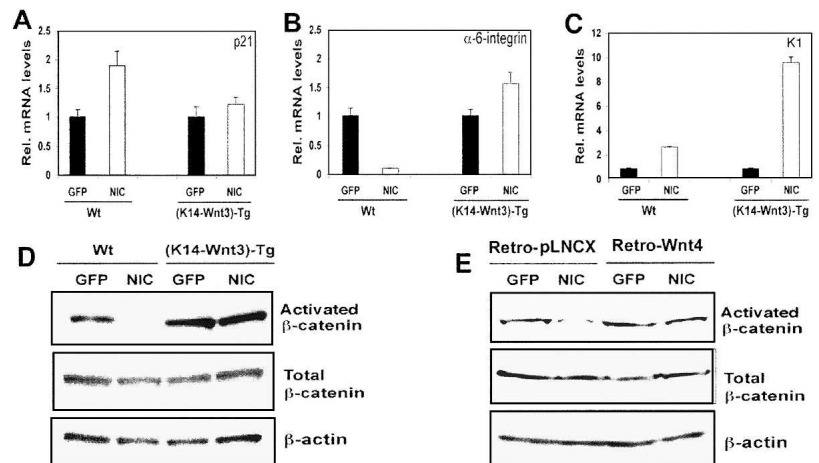 A
Rel. mRNA levels
2.5
2
1.5
1
0.5
0
p21
GFP NIC GFP NIC
Wt (K14-Wnt3)-Tg
B
Rel. mRNA levels
2.5
2
1.5
1
0.5
0
α-6-integrin
GFP NIC GFP NIC
Wt (K14-Wnt3)-Tg
C
Rel. mRNA levels
12
10
8
6
4
2
0
K1
GFP NIC GFP NIC
Wt (K14-Wnt3)-Tg
D
Wt (K14-Wnt3)-Tg
GFP NIC GFP NIC
Activated
β-catenin
Total
β-catenin
β-actin
E
Retro-pLNCX Retro-Wnt4
GFP NIC GFP NIC
Activated
β-catenin
Total
β-catenin
β-actin